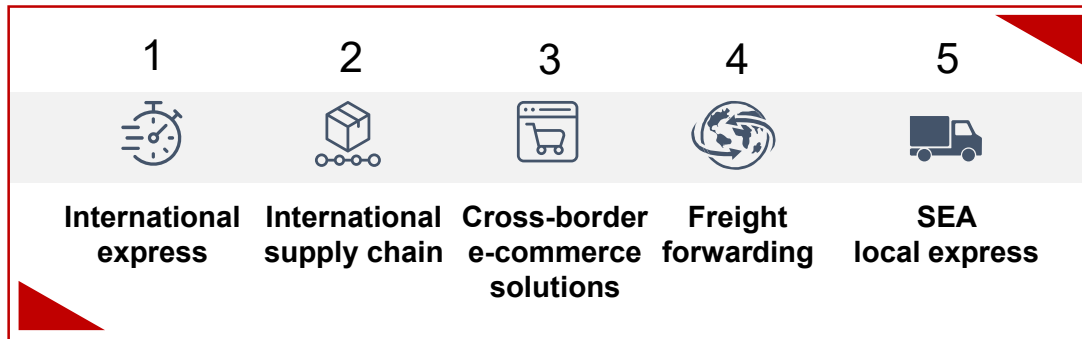 1 2 3 4 5
International International Cross-border Freight SEA
express supply chain e-commerce forwarding local express
solutions